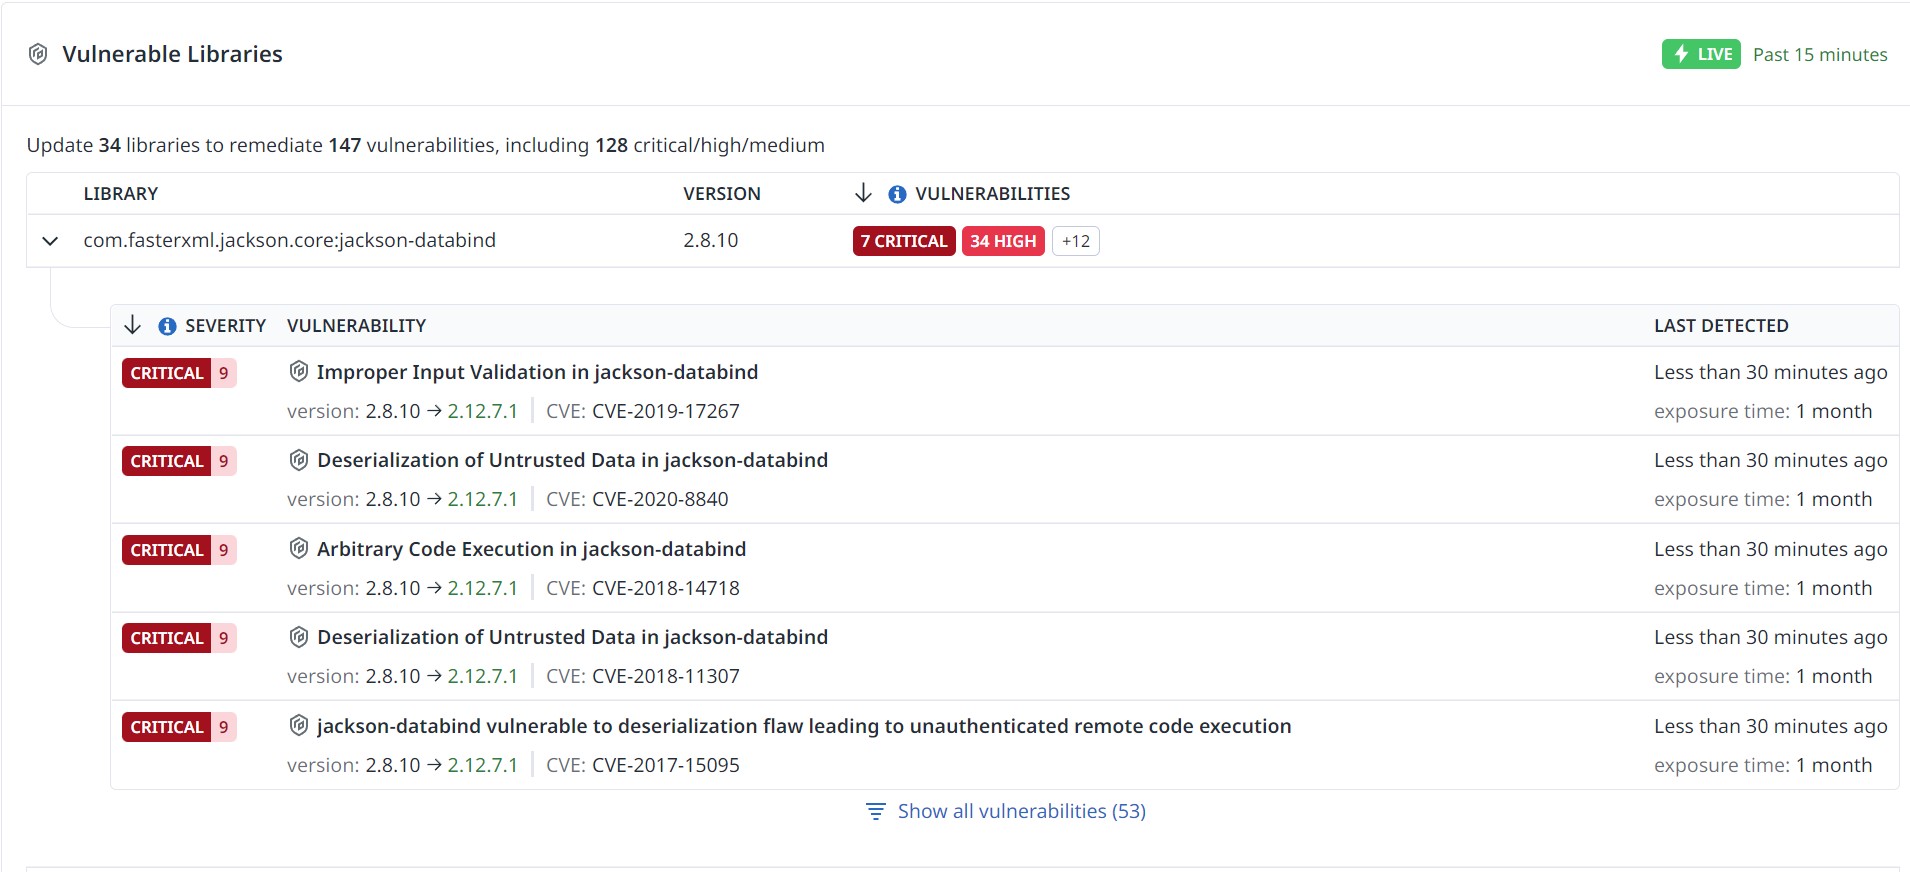 Vulnerable Libraries
LIVE Past 15 minutes
Update 34 libraries to remediate 147 vulnerabilities, including 128 critical/high/medium
LIBRARY VERSION VULNERABILITIES
com.fasterxml.jackson.core:jackson-databind 2.8.10 7 CRITICAL 34 HIGH +12
SEVERITY VULNERABILITY LAST DETECTED
CRITICAL 9 Improper Input Validation in jackson-databind Less than 30 minutes ago
version: 2.8.10 → 2.12.7.1 CVE: CVE-2019-17267 exposure time: 1 month
CRITICAL 9 Deserialization of Untrusted Data in jackson-databind Less than 30 minutes ago
version: 2.8.10 → 2.12.7.1 CVE: CVE-2020-8840 exposure time: 1 month
CRITICAL 9 Arbitrary Code Execution in jackson-databind Less than 30 minutes ago
version: 2.8.10 → 2.12.7.1 CVE: CVE-2018-14718 exposure time: 1 month
CRITICAL 9 Deserialization of Untrusted Data in jackson-databind Less than 30 minutes ago
version: 2.8.10 → 2.12.7.1 CVE: CVE-2018-11307 exposure time: 1 month
CRITICAL 9 jackson-databind vulnerable to deserialization flaw leading to unauthenticated remote code execution Less than 30 minutes ago
version: 2.8.10 → 2.12.7.1 CVE: CVE-2017-15095 exposure time: 1 month
Show all vulnerabilities (53)